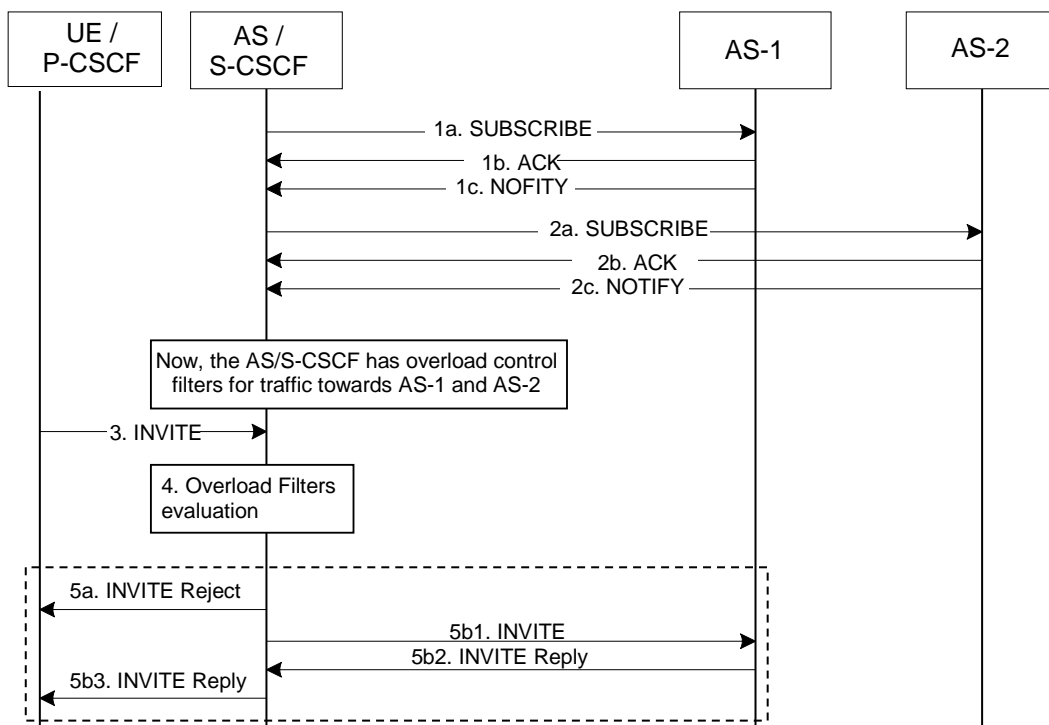 UE /
P-CSCF
AS /
S-CSCF
AS-1
AS-2
1a. SUBSCRIBE
1b. ACK
1c. NOFITY
2a. SUBSCRIBE
2b. ACK
2c. NOTIFY
Now, the AS/S-CSCF has overload control
filters for traffic towards AS-1 and AS-2
3. INVITE
4. Overload Filters
evaluation
5a. INVITE Reject
5b1. INVITE
5b2. INVITE Reply
5b3. INVITE Reply